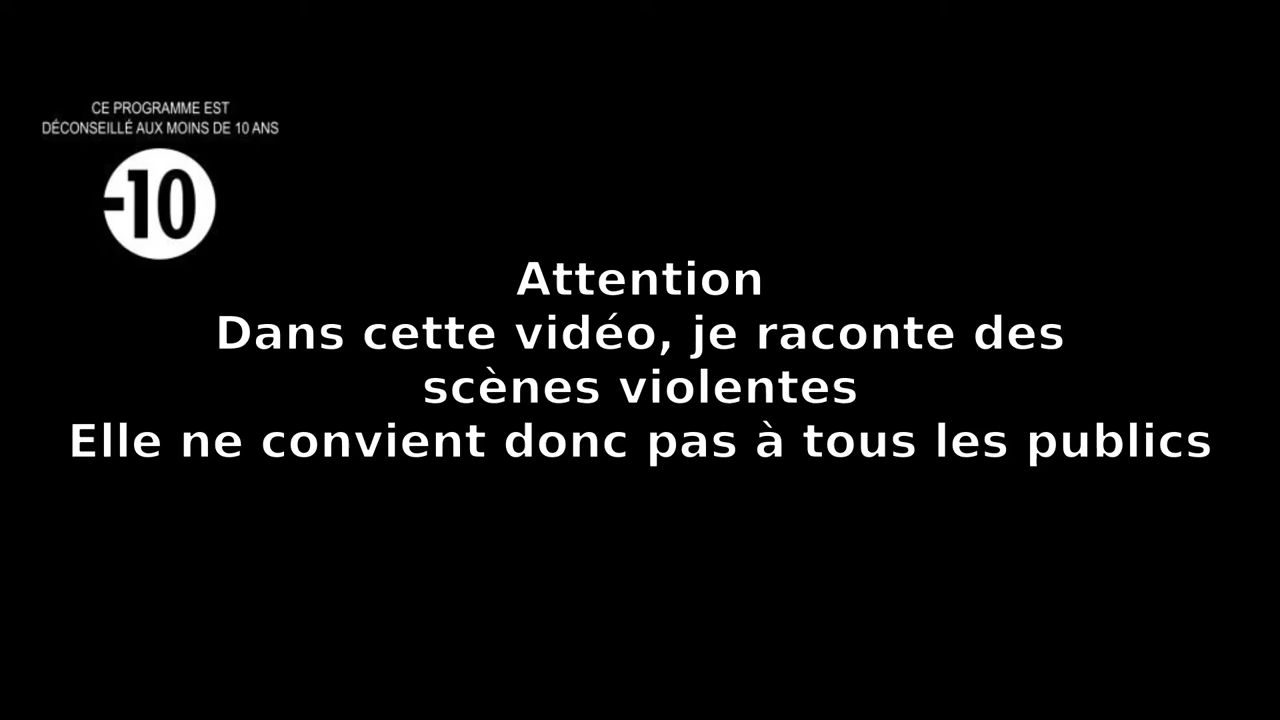 CE PROGRAMME EST
DÉCONSEILLÉ AUX MOINS DE 10 ANS
-10
Attention
Dans cette vidéo, je raconte des
scènes violentes
Elle ne convient donc pas à tous les publics